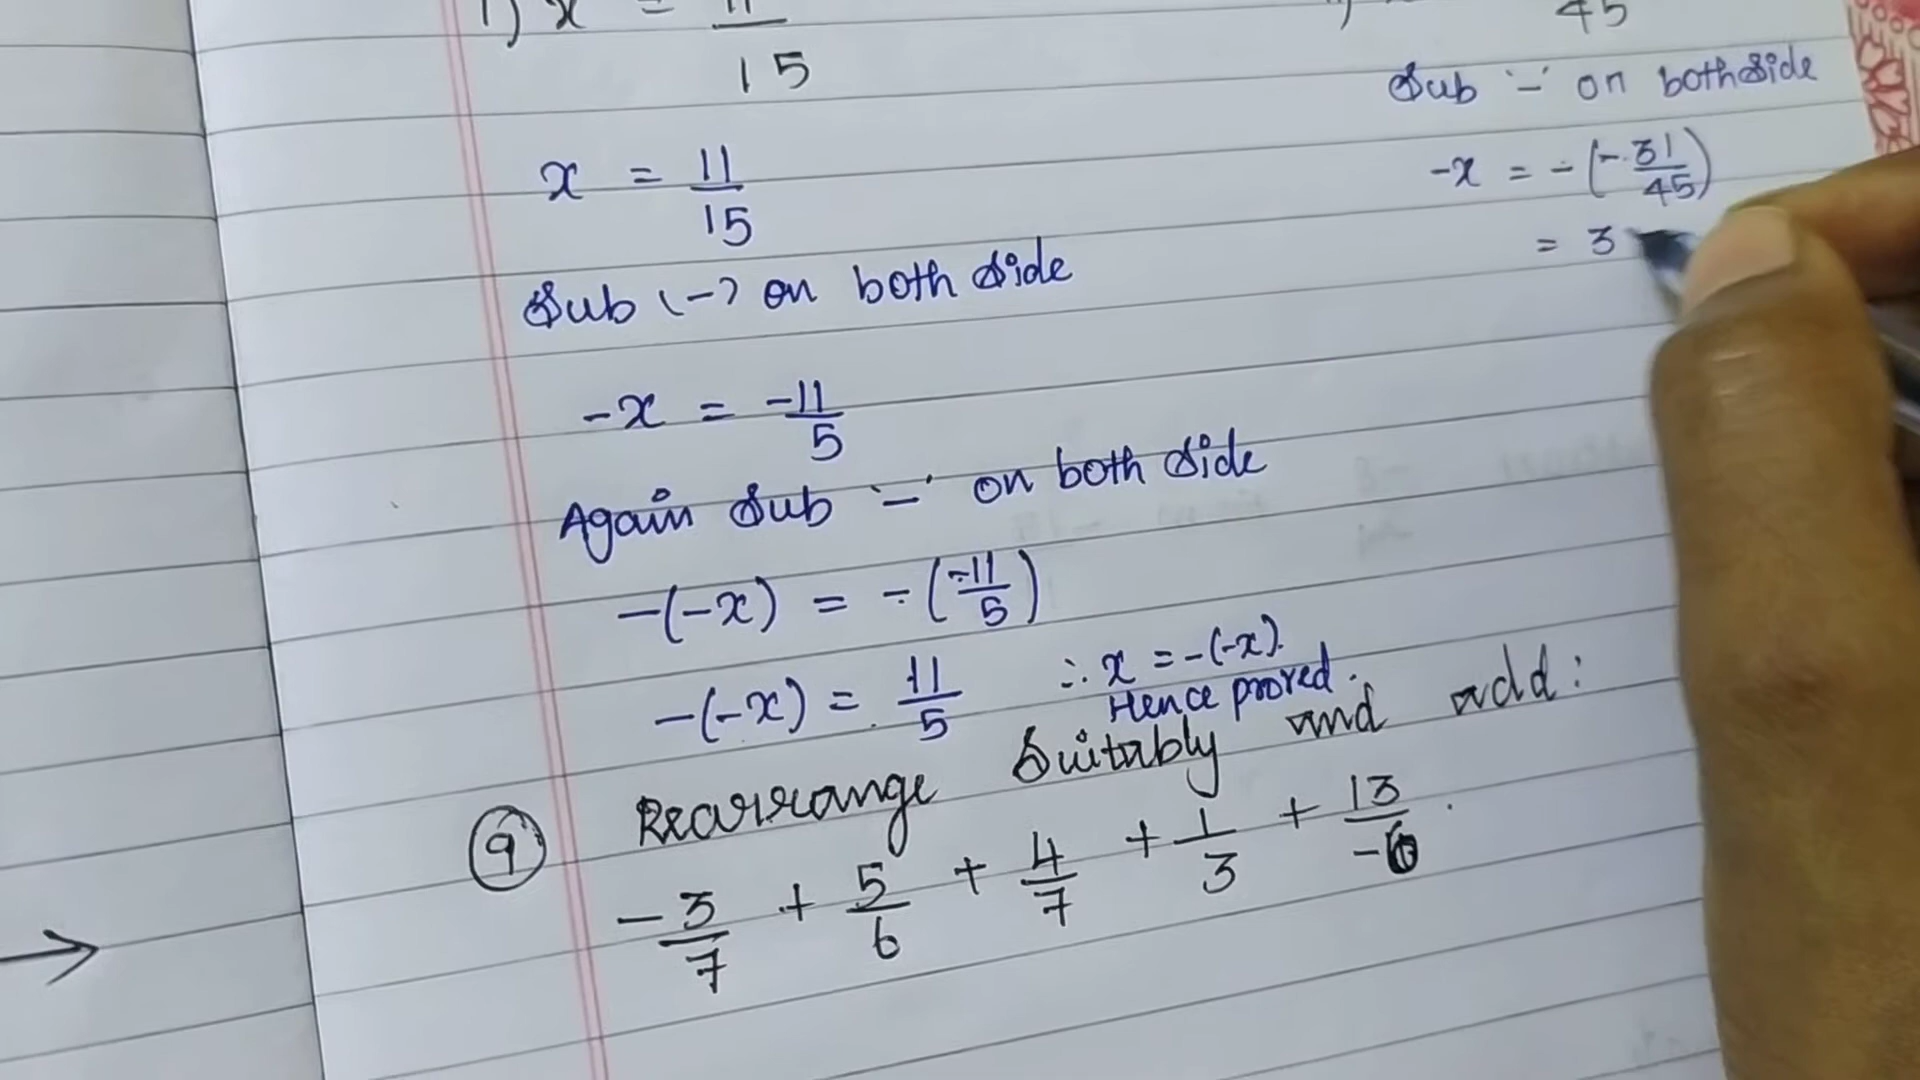 i) x = 11/15
x = 11/15
Sub (-) on both side
-x = -11/5
Again Sub '-' on both side
-(-x) = -(-11/5)
-(-x) = 11/5 ∴ x = -(-x).
Hence proved.
45
Sub '-' on both side
-x = -(-31/45)
= 3
9 Rearrange Suitably and add:
-3/7 + 5/6 + 4/7 + 1/3 + 13/-6.